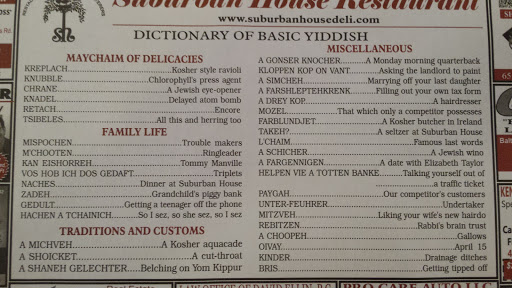 Suburban House Restaurant
www.suburbanhousedeli.com
DICTIONARY OF BASIC YIDDISH
MAYCHAIM OF DELICACIES
KREPLACH,....Kosher style ravioli
KNUBBLE....Chlorophyll's press agent
CHRANE....A Jewish eye-opener
KNADEL....Delayed atom bomb
RETACH....Encore
TSIBELES....All this and herring too
FAMILY LIFE
MISPOCHEN....Trouble makers
M'CHOOTEN....Ringleader
KAN EISHORREH....Tommy Manville
VOS HOB ICH DOS GEDAFT....Triplets
NACHES....Dinner at Suburban House
ZADEH....Grandchild's piggy bank
GEDULT....Getting a teenager off the phone
HACHEN A TCHAINICH....So I sez, so she sez, so I sez
TRADITIONS AND CUSTOMS
A MICHVEH....A Kosher aquacade
A SHOICKET....A cut-throat
A SHANEH GELECHTER....Belching on Yom Kippur
MISCELLANEOUS
A GONSER KNOCHER....A Monday morning quarterback
KLOPPEN KOP ON VANT....Asking the landlord to paint
A SIMCHEH....Marrying off your last daughter
A FARSHLEPTEHKRENK....Filling out your own tax form
A DREY KOP....A hairdresser
MOZEL....That which only a competitor possesses
FARBLUNDJET....A Kosher butcher in Ireland
TAKEH?....A seltzer at Suburban House
L'CHAIM....Famous last words
A SCHICHER....A Jewish wino
A FARGENNIGEN....A date with Elizabeth Taylor
HELPEN VIE A TOTTEN BANKE....Talking yourself out of
a traffic ticket
PAYGAH....Our competitor's customers
UNTER-FEUHRER....Undertaker
MITZVEH....Liking your wife's new hairdo
REBITZEN....Rabbi's brain trust
A CHOOPEH....Gallows
OIVAY....April 15
KINDER....Drainage ditches
BRIS....Getting tipped off
LAW OFFICE OF DAVID ELLIN, P.C.
PRO CARE AUTO LLC